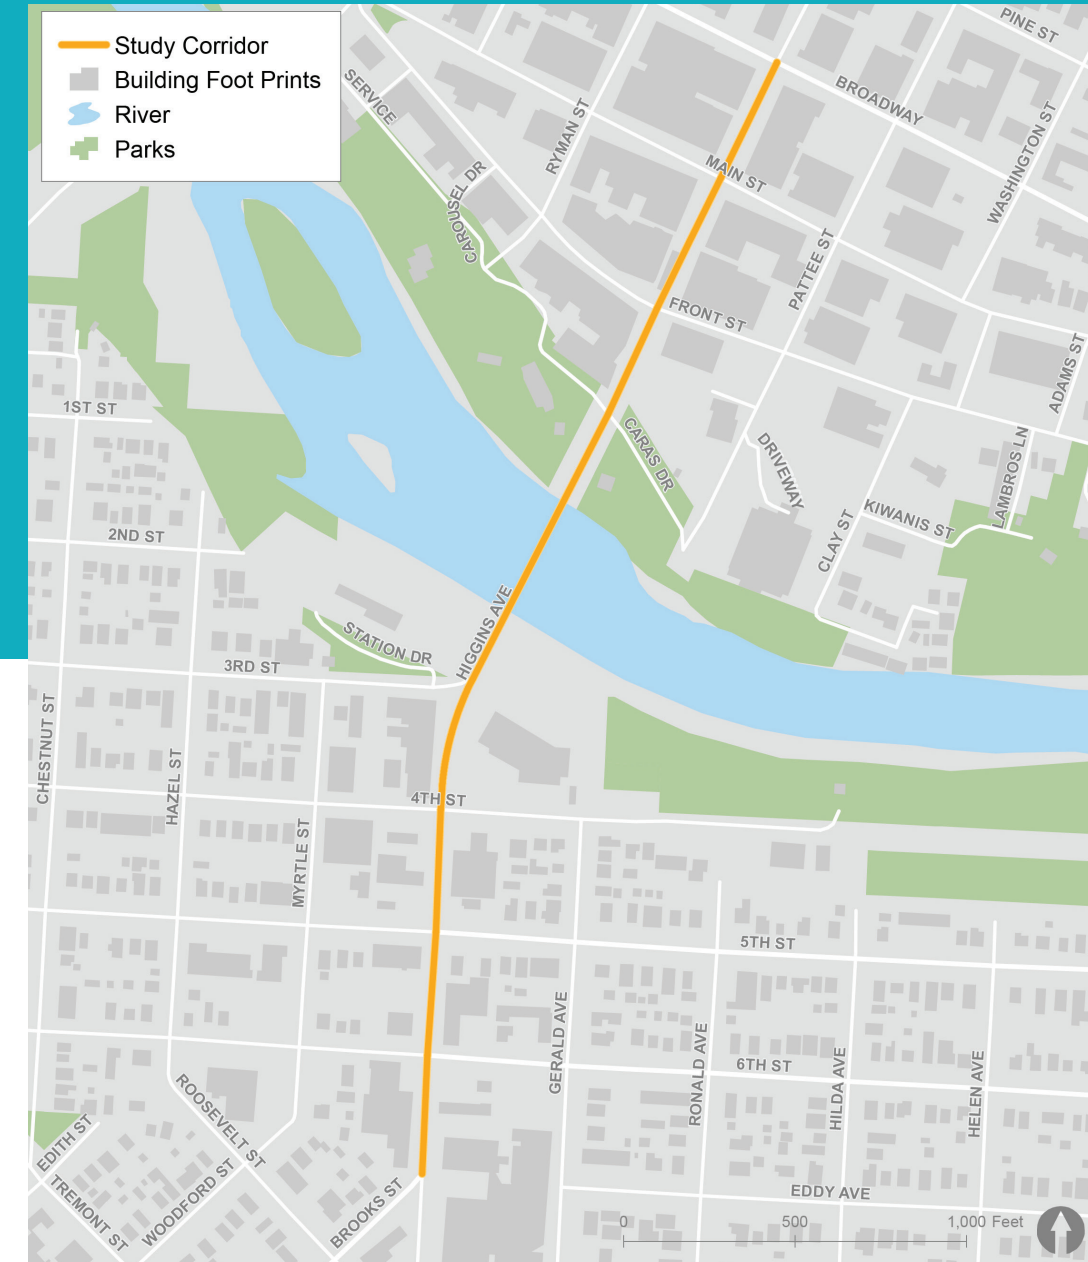 Study Corridor
Building Foot Prints
River
Parks
PINE ST
BROADWAY
SERVICE
RYMAN ST
WASHINGTON ST
MAIN ST
CAROUSEL DR
PATTEE ST
FRONT ST
ADAMS ST
1ST ST
CARAS DR
DRIVEWAY
LAMBROS LN
KIWANIS ST
2ND ST
CLAY ST
HIGGINS AVE
STATION DR
3RD ST
CHESTNUT ST
HAZEL ST
4TH ST
MYRTLE ST
5TH ST
GERALD AVE
RONALD AVE
6TH ST
HILDA AVE
HELEN AVE
ROOSEVELT ST
EDITH ST
TREMONT ST
WOODFORD ST
BROOKS ST
EDDY AVE
0 500 1,000 Feet